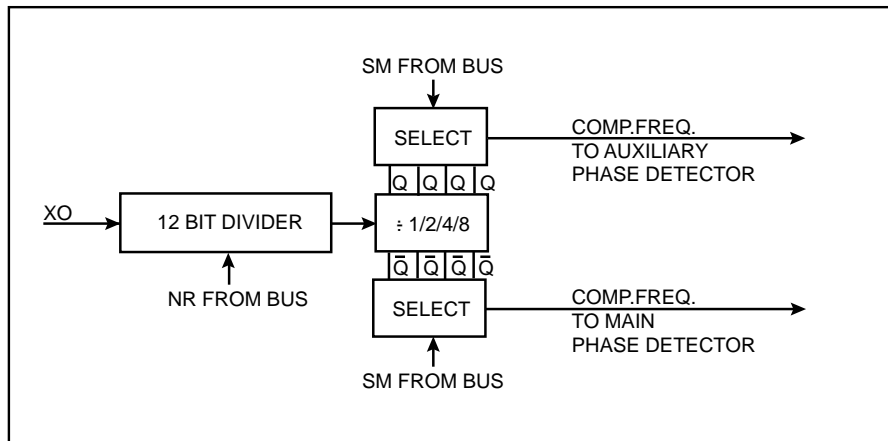 SM FROM BUS
SELECT
COMP.FREQ.
TO AUXILIARY
PHASE DETECTOR
Q Q Q Q
XO
12 BIT DIVIDER
÷ 1/2/4/8
NR FROM BUS
Q̅ Q̅ Q̅ Q̅
SELECT
COMP.FREQ.
TO MAIN
PHASE DETECTOR
SM FROM BUS